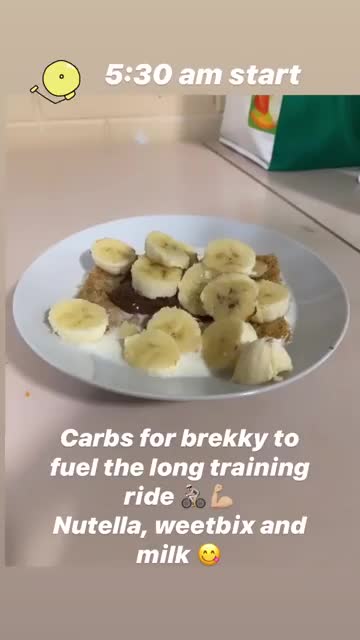 5:30 am start
Carbs for brekky to
fuel the long training
ride 🚴🏼💪🏼
Nutella, weetbix and
milk 😋